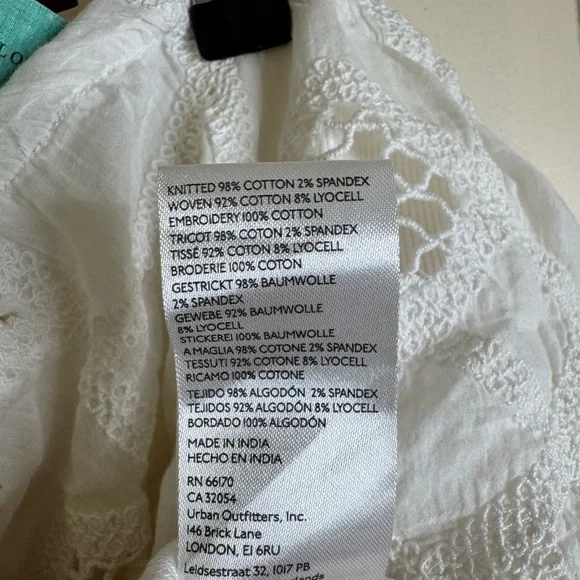 LO
KNITTED 98% COTTON 2% SPANDEX
WOVEN 92% COTTON 8% LYOCELL
EMBROIDERY 100% COTTON
TRICOT 98% COTON 2% SPANDEX
TISSÉ 92% COTON 8% LYOCELL
BRODERIE 100% COTON
GESTRICKT 98% BAUMWOLLE
2% SPANDEX
GEWEBE 92% BAUMWOLLE
8% LYOCELL
STICKEREI 100% BAUMWOLLE
A MAGLIA 98% COTONE 2% SPANDEX
TESSUTI 92% COTONE 8% LYOCELL
RICAMO 100% COTONE
TEJIDO 98% ALGODÓN 2% SPANDEX
TEJIDOS 92% ALGODÓN 8% LYOCELL
BORDADO 100% ALGODÓN
MADE IN INDIA
HECHO EN INDIA
RN 66170
CA 32054
Urban Outfitters, Inc.
146 Brick Lane
LONDON, E1 6RU
Leidsestraat 32, 1017 PB